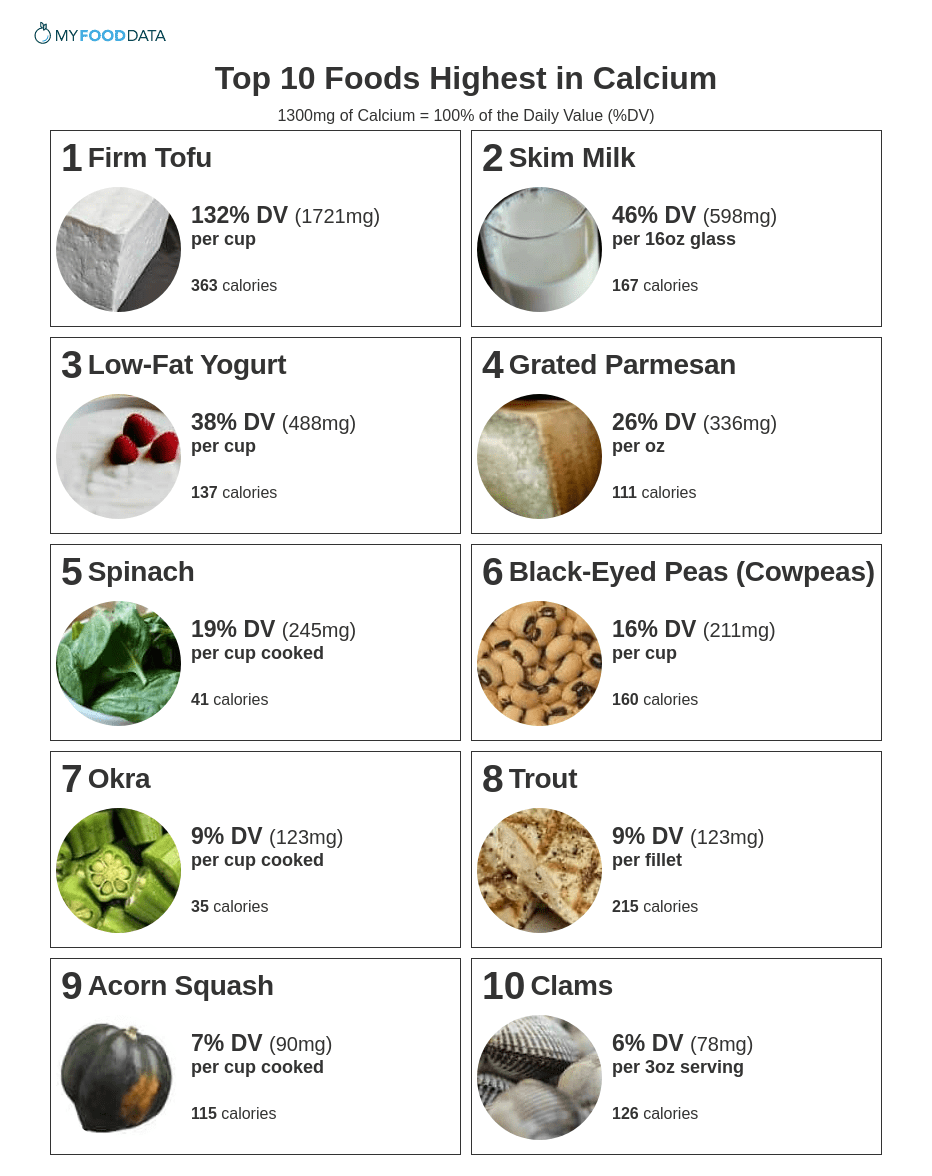 MYFOODDATA
Top 10 Foods Highest in Calcium
1300mg of Calcium = 100% of the Daily Value (%DV)
1 Firm Tofu
132% DV (1721mg)
per cup
363 calories
2 Skim Milk
46% DV (598mg)
per 16oz glass
167 calories
3 Low-Fat Yogurt
38% DV (488mg)
per cup
137 calories
4 Grated Parmesan
26% DV (336mg)
per oz
111 calories
5 Spinach
19% DV (245mg)
per cup cooked
41 calories
6 Black-Eyed Peas (Cowpeas)
16% DV (211mg)
per cup
160 calories
7 Okra
9% DV (123mg)
per cup cooked
35 calories
8 Trout
9% DV (123mg)
per fillet
215 calories
9 Acorn Squash
7% DV (90mg)
per cup cooked
115 calories
10 Clams
6% DV (78mg)
per 3oz serving
126 calories